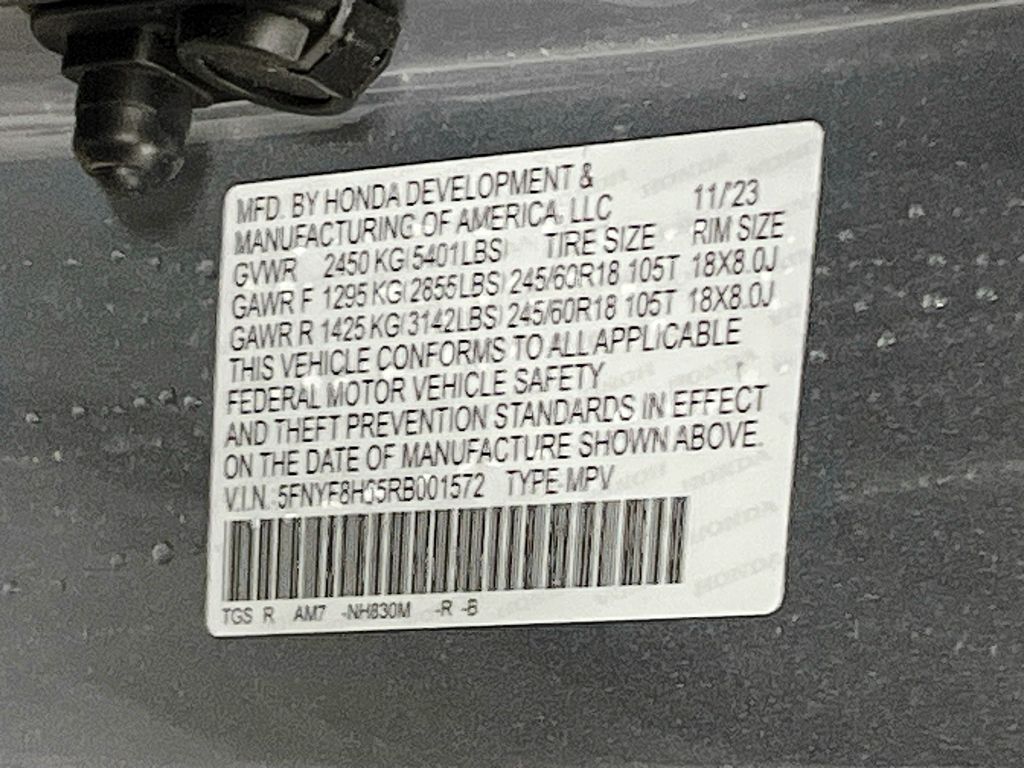 MFD. BY HONDA DEVELOPMENT &
MANUFACTURING OF AMERICA, LLC 11/'23
GVWR 2450 KG(5401LBS) TIRE SIZE RIM SIZE
GAWR F 1295 KG(2855LBS) 245/60R18 105T 18X8.0J
GAWR R 1425 KG(3142LBS) 245/60R18 105T 18X8.0J
THIS VEHICLE CONFORMS TO ALL APPLICABLE
FEDERAL MOTOR VEHICLE SAFETY
AND THEFT PREVENTION STANDARDS IN EFFECT
ON THE DATE OF MANUFACTURE SHOWN ABOVE.
V.I.N.:5FNYF8H65RB001572 TYPE:MPV
TGS R AM7 -NH830M -R -B